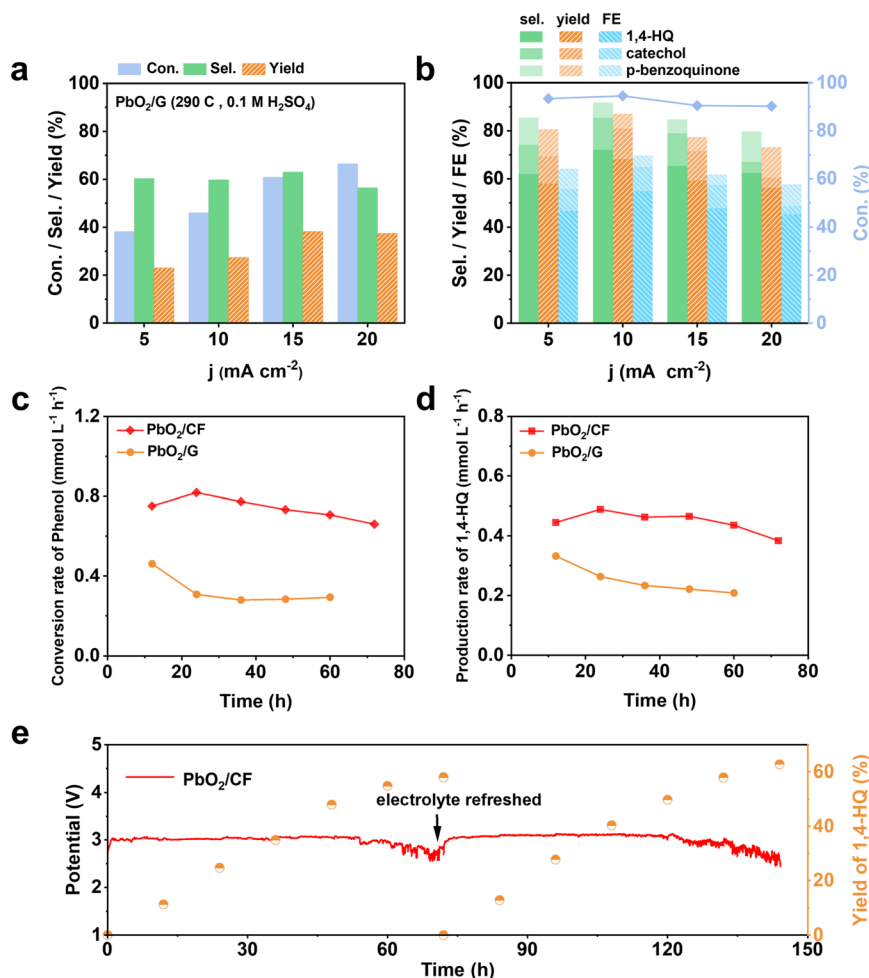 a
Con. Sel. Yield
PbO₂/G (290 C , 0.1 M H₂SO₄)
Con. / Sel. / Yield (%)
100
80
60
40
20
0
5 10 15 20
j (mA cm⁻²)
b
sel. yield FE
1,4-HQ
catechol
p-benzoquinone
Sel. / Yield / FE (%)
100
80
60
40
20
0
5 10 15 20
j (mA cm⁻²)
100
80
60
40
20
0
Con. (%)
c
PbO₂/CF
PbO₂/G
Conversion rate of Phenol (mmol L⁻¹ h⁻¹)
1.2
0.8
0.4
0.0
0 20 40 60 80
Time (h)
d
PbO₂/CF
PbO₂/G
Production rate of 1,4-HQ (mmol L⁻¹ h⁻¹)
0.8
0.6
0.4
0.2
0.0
0 20 40 60 80
Time (h)
e
PbO₂/CF
electrolyte refreshed
Potential (V)
5
4
3
2
1
0 30 60 90 120 150
Time (h)
60
40
20
0
Yield of 1,4-HQ (%)